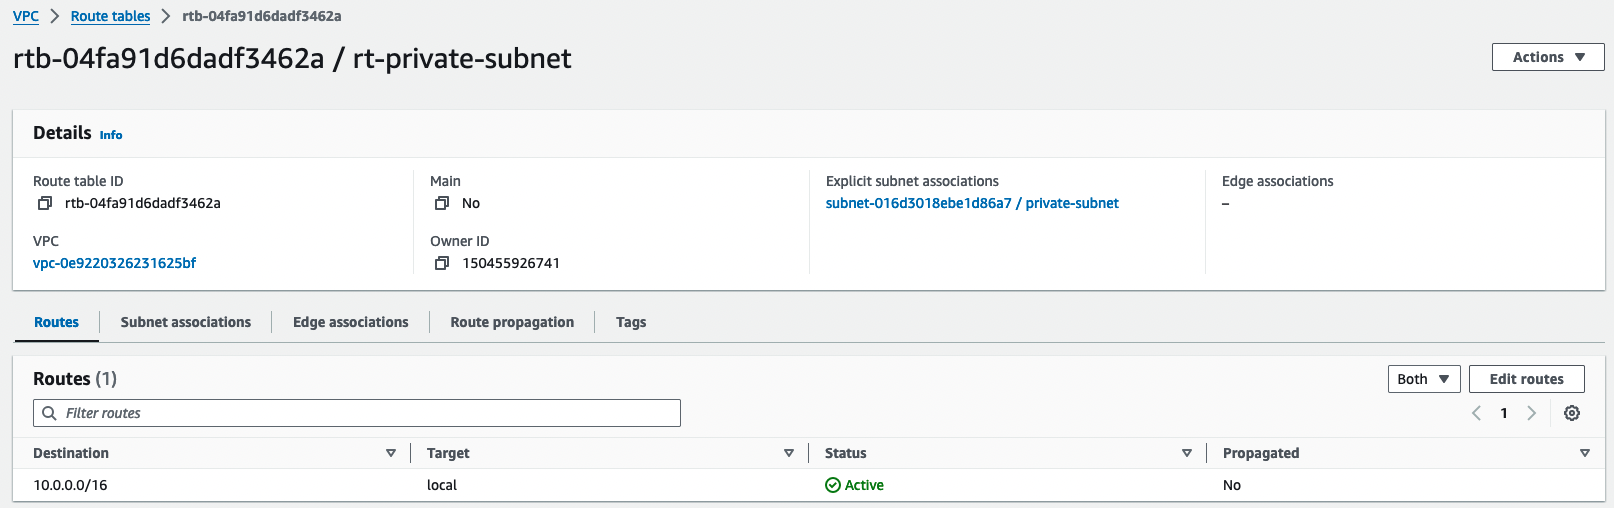 VPC > Route tables > rtb-04fa91d6dadf3462a
rtb-04fa91d6dadf3462a / rt-private-subnet
Actions
Details Info
Route table ID
rtb-04fa91d6dadf3462a
Main
No
Explicit subnet associations
subnet-016d3018ebe1d86a7 / private-subnet
Edge associations
–
VPC
vpc-0e9220326231625bf
Owner ID
150455926741
Routes
Subnet associations
Edge associations
Route propagation
Tags
Routes (1)
Both
Edit routes
Filter routes
1
Destination Target Status Propagated
10.0.0.0/16 local Active No